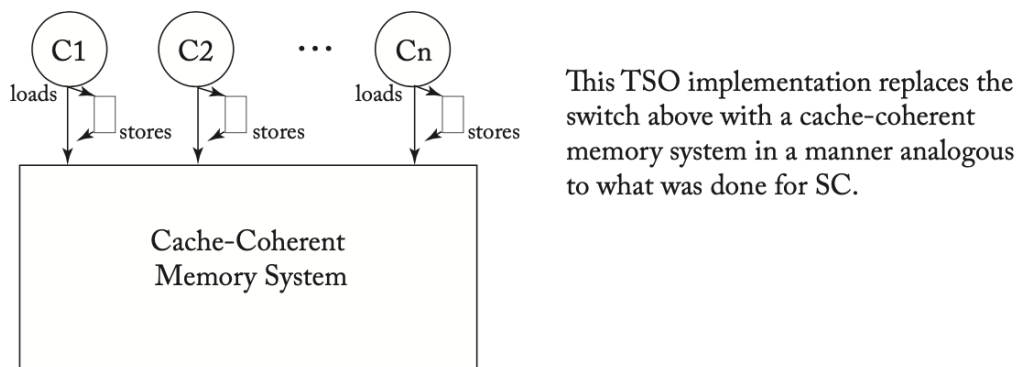 C1
C2
...
Cn
loads
stores
stores
loads
stores
Cache-Coherent
Memory System
This TSO implementation replaces the
switch above with a cache-coherent
memory system in a manner analogous
to what was done for SC.